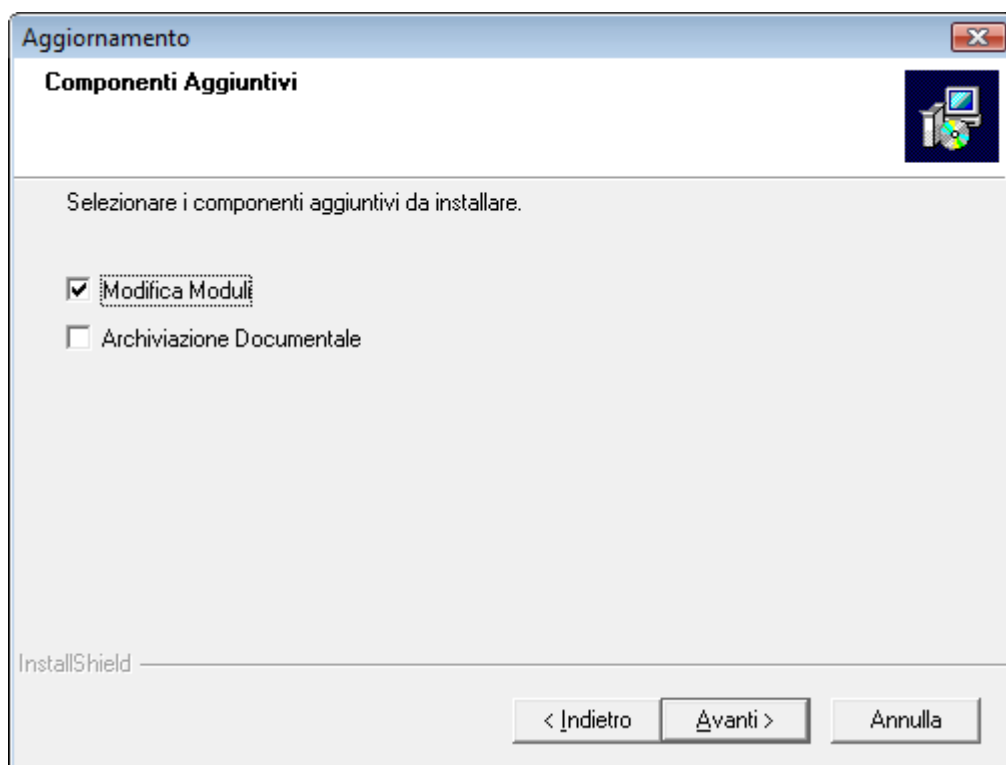 Aggiornamento
Componenti Aggiuntivi
Selezionare i componenti aggiuntivi da installare.
Modifica Moduli
Archiviazione Documentale
InstallShield
< Indietro
Avanti >
Annulla